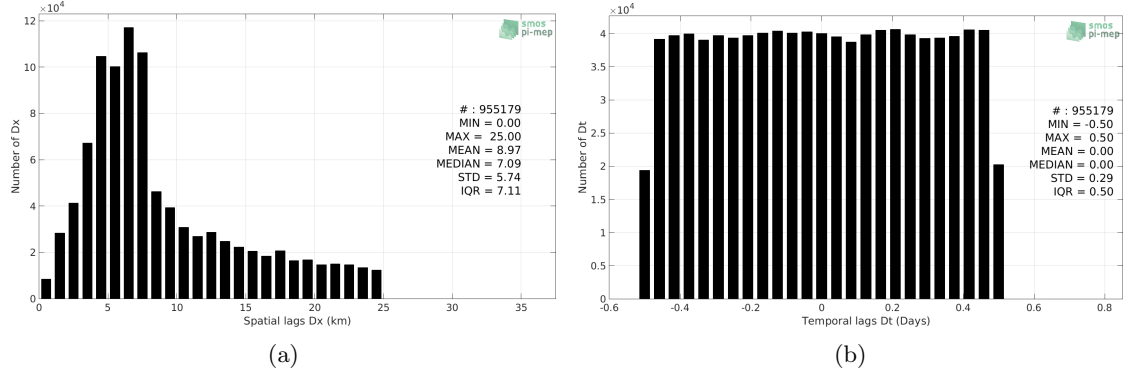 ×10⁴
12
10
8
6
4
2
0
0
5
10
15
20
25
30
35
Number of Dx
Spatial lags Dx (km)
smos
pi-mep
# : 955179
MIN = 0.00
MAX = 25.00
MEAN = 8.97
MEDIAN = 7.09
STD = 5.74
IQR = 7.11
(a)
×10⁴
4
3.5
3
2.5
2
1.5
1
0.5
0
-0.6
-0.4
-0.2
0
0.2
0.4
0.6
0.8
Number of Dt
Temporal lags Dt (Days)
smos
pi-mep
# : 955179
MIN = -0.50
MAX = 0.50
MEAN = 0.00
MEDIAN = 0.00
STD = 0.29
IQR = 0.50
(b)